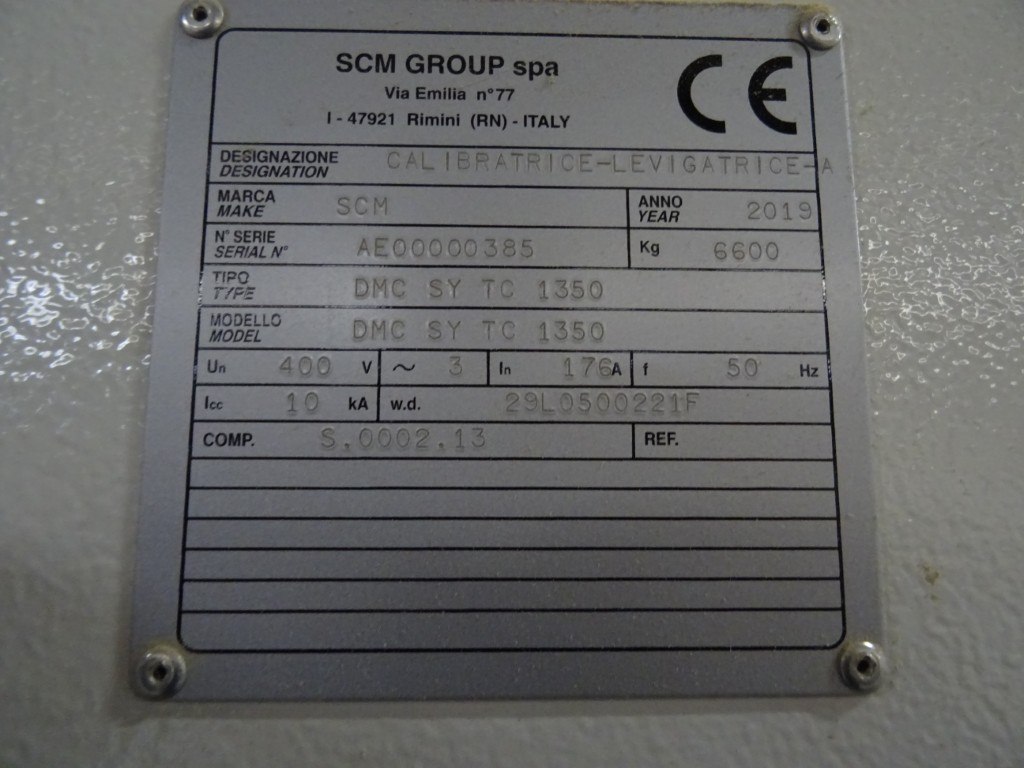 SCM GROUP spa
Via Emilia n°77
I - 47921 Rimini (RN) - ITALY
CE
DESIGNAZIONE CALIBRATRICE-LEVIGATRICE-A
DESIGNATION
MARCA SCM ANNO 2019
MAKE YEAR
N° SERIE AE00000385 Kg 6600
SERIAL N°
TIPO DMC SY TC 1350
TYPE
MODELLO DMC SY TC 1350
MODEL
Un 400 V ~ 3 In 176A f 50 Hz
Icc 10 kA w.d. 29L0500221F
COMP. S.0002.13 REF.